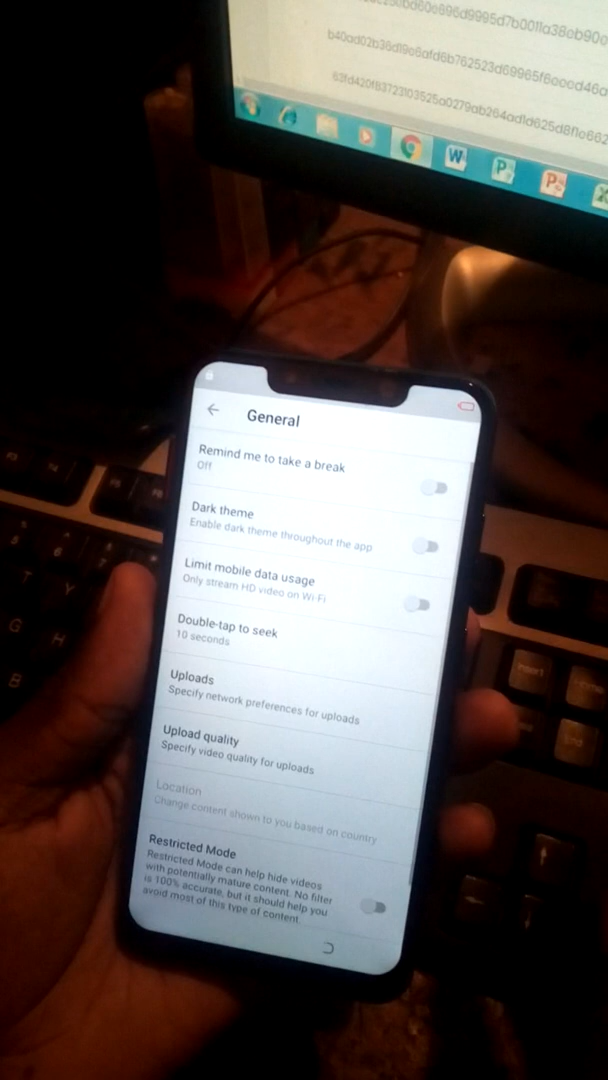 General
Remind me to take a break
Off
Dark theme
Enable dark theme throughout the app
Limit mobile data usage
Only stream HD video on Wi-Fi
Double-tap to seek
10 seconds
Uploads
Specify network preferences for uploads
Upload quality
Specify video quality for uploads
Location
Change content shown to you based on country
Restricted Mode
Restricted Mode can help hide videos
with potentially mature content. No filter
is 100% accurate, but it should help you
avoid most of this type of content.
W
P
P
T
Y
G
H
B
Insert
End